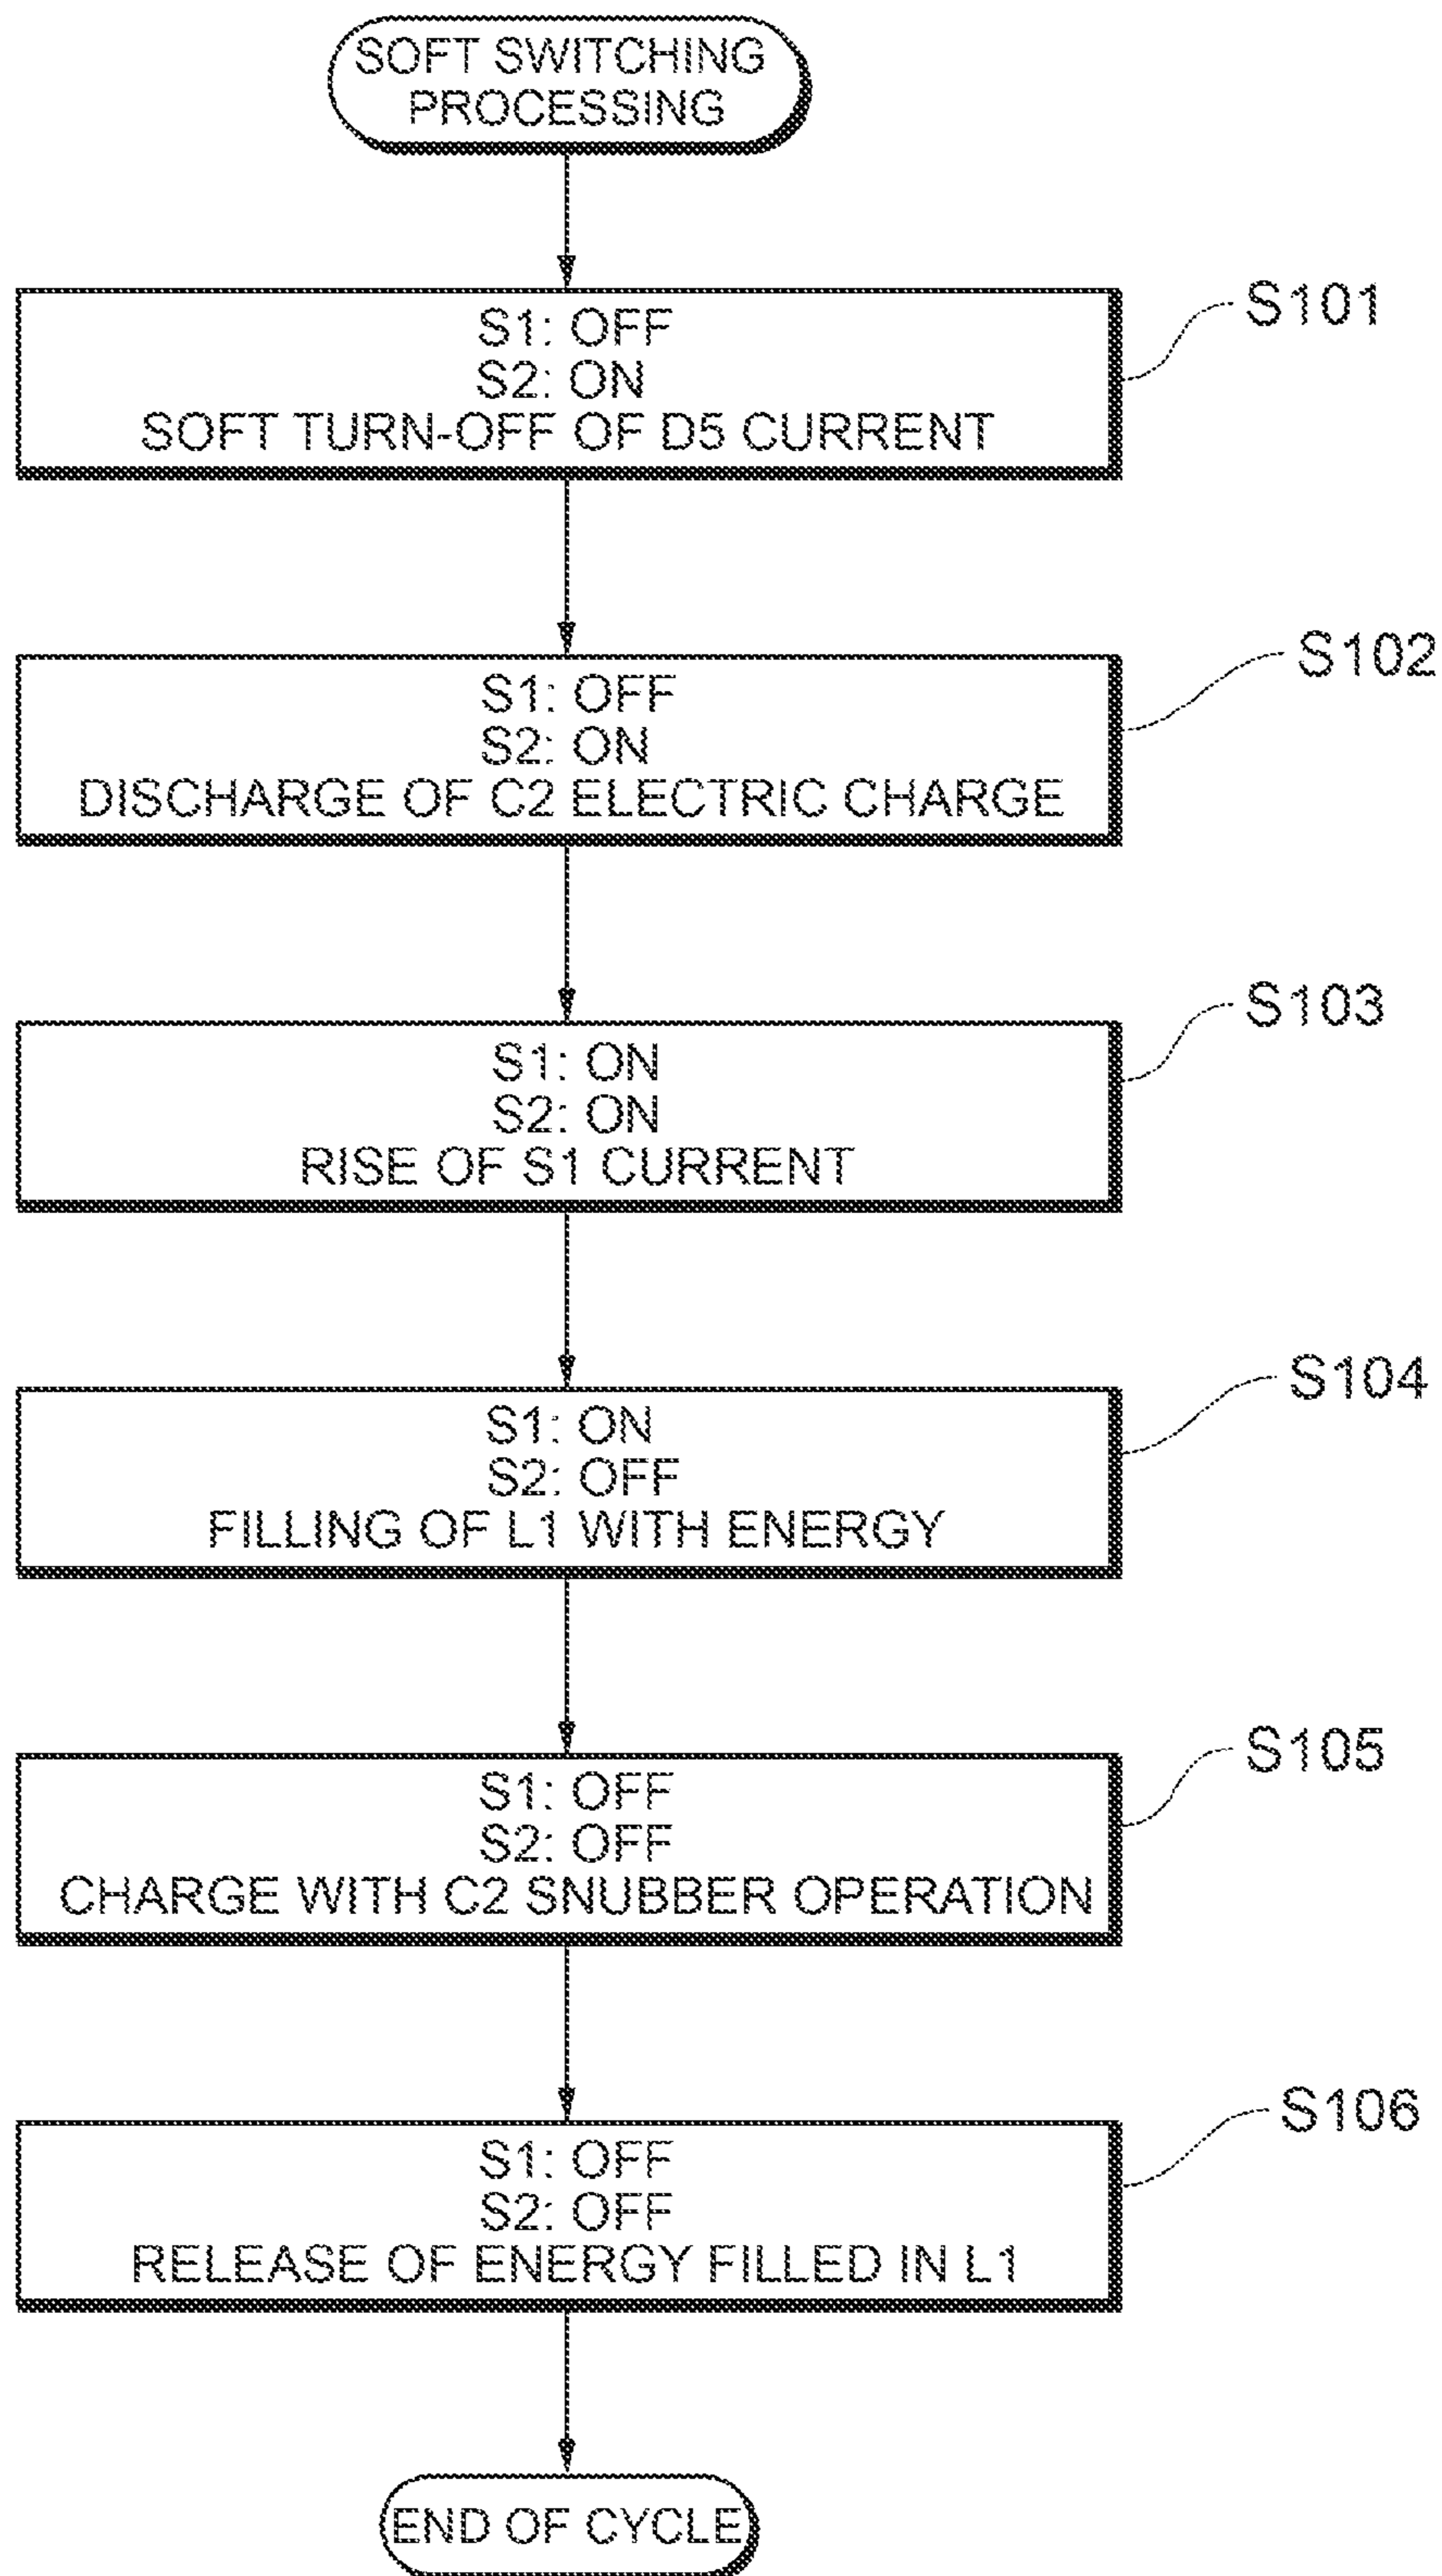 SOFT SWITCHING
PROCESSING
S101
S1: OFF
S2: ON
SOFT TURN-OFF OF D5 CURRENT
S102
S1: OFF
S2: ON
DISCHARGE OF C2 ELECTRIC CHARGE
S103
S1: ON
S2: ON
RISE OF S1 CURRENT
S104
S1: ON
S2: OFF
FILLING OF L1 WITH ENERGY
S105
S1: OFF
S2: OFF
CHARGE WITH C2 SNUBBER OPERATION
S106
S1: OFF
S2: OFF
RELEASE OF ENERGY FILLED IN L1
END OF CYCLE